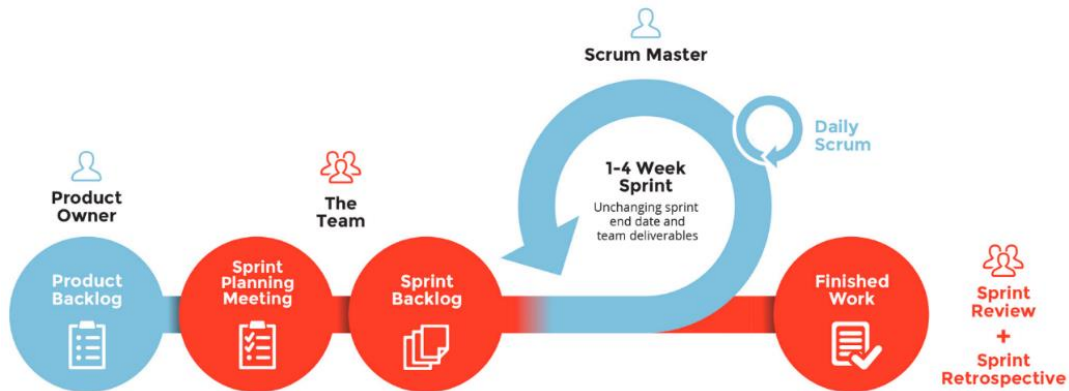 Scrum Master
Daily
Scrum
1-4 Week
Sprint
Unchanging sprint
end date and
team deliverables
Product
Owner
The
Team
Product
Backlog
Sprint
Planning
Meeting
Sprint
Backlog
Finished
Work
Sprint
Review
+
Sprint
Retrospective